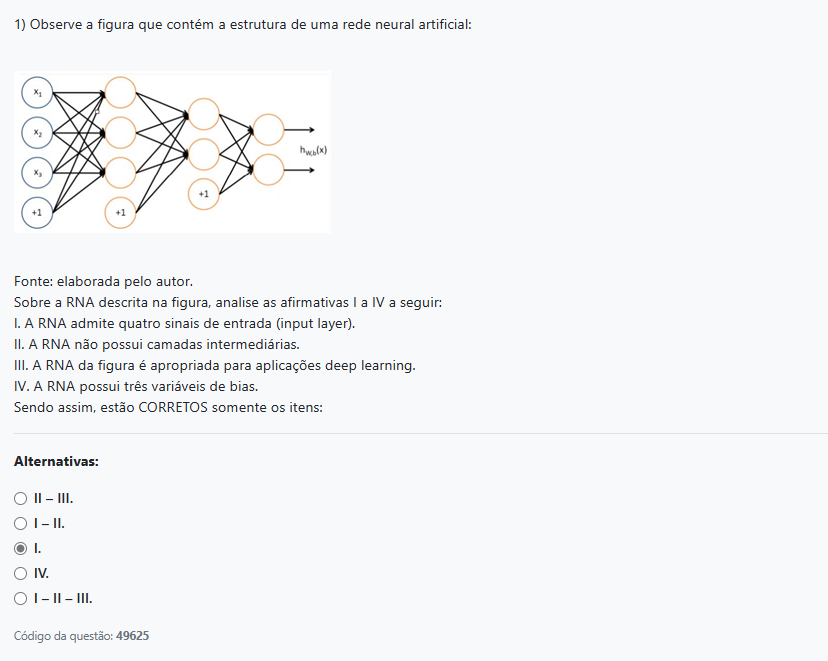 1) Observe a figura que contém a estrutura de uma rede neural artificial:
x₁
x₂
x₃
+1
+1
+1
hW,b(x)
Fonte: elaborada pelo autor.
Sobre a RNA descrita na figura, analise as afirmativas I a IV a seguir:
I. A RNA admite quatro sinais de entrada (input layer).
II. A RNA não possui camadas intermediárias.
III. A RNA da figura é apropriada para aplicações deep learning.
IV. A RNA possui três variáveis de bias.
Sendo assim, estão CORRETOS somente os itens:
Alternativas:
II – III.
I – II.
I.
IV.
I – II – III.
Código da questão: 49625